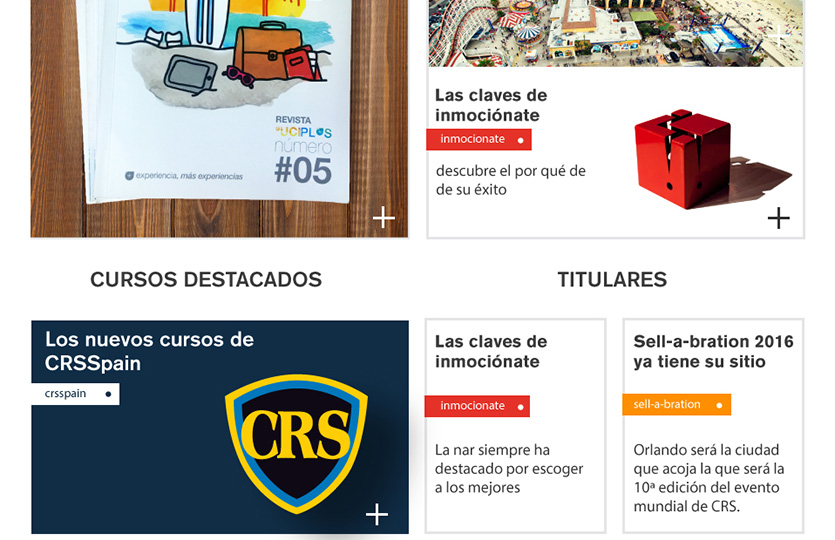 REVISTA
UCIPLUS
número
#05
experiencia, más experiencias
Las claves de
inmociónate
inmocionate
descubre el por qué de
de su éxito
CURSOS DESTACADOS
TITULARES
Los nuevos cursos de
CRSSpain
crsspain
CRS
Las claves de
inmociónate
inmocionate
La nar siempre ha
destacado por escoger
a los mejores
Sell-a-bration 2016
ya tiene su sitio
sell-a-bration
Orlando será la ciudad
que acoja la que será la
10ª edición del evento
mundial de CRS.